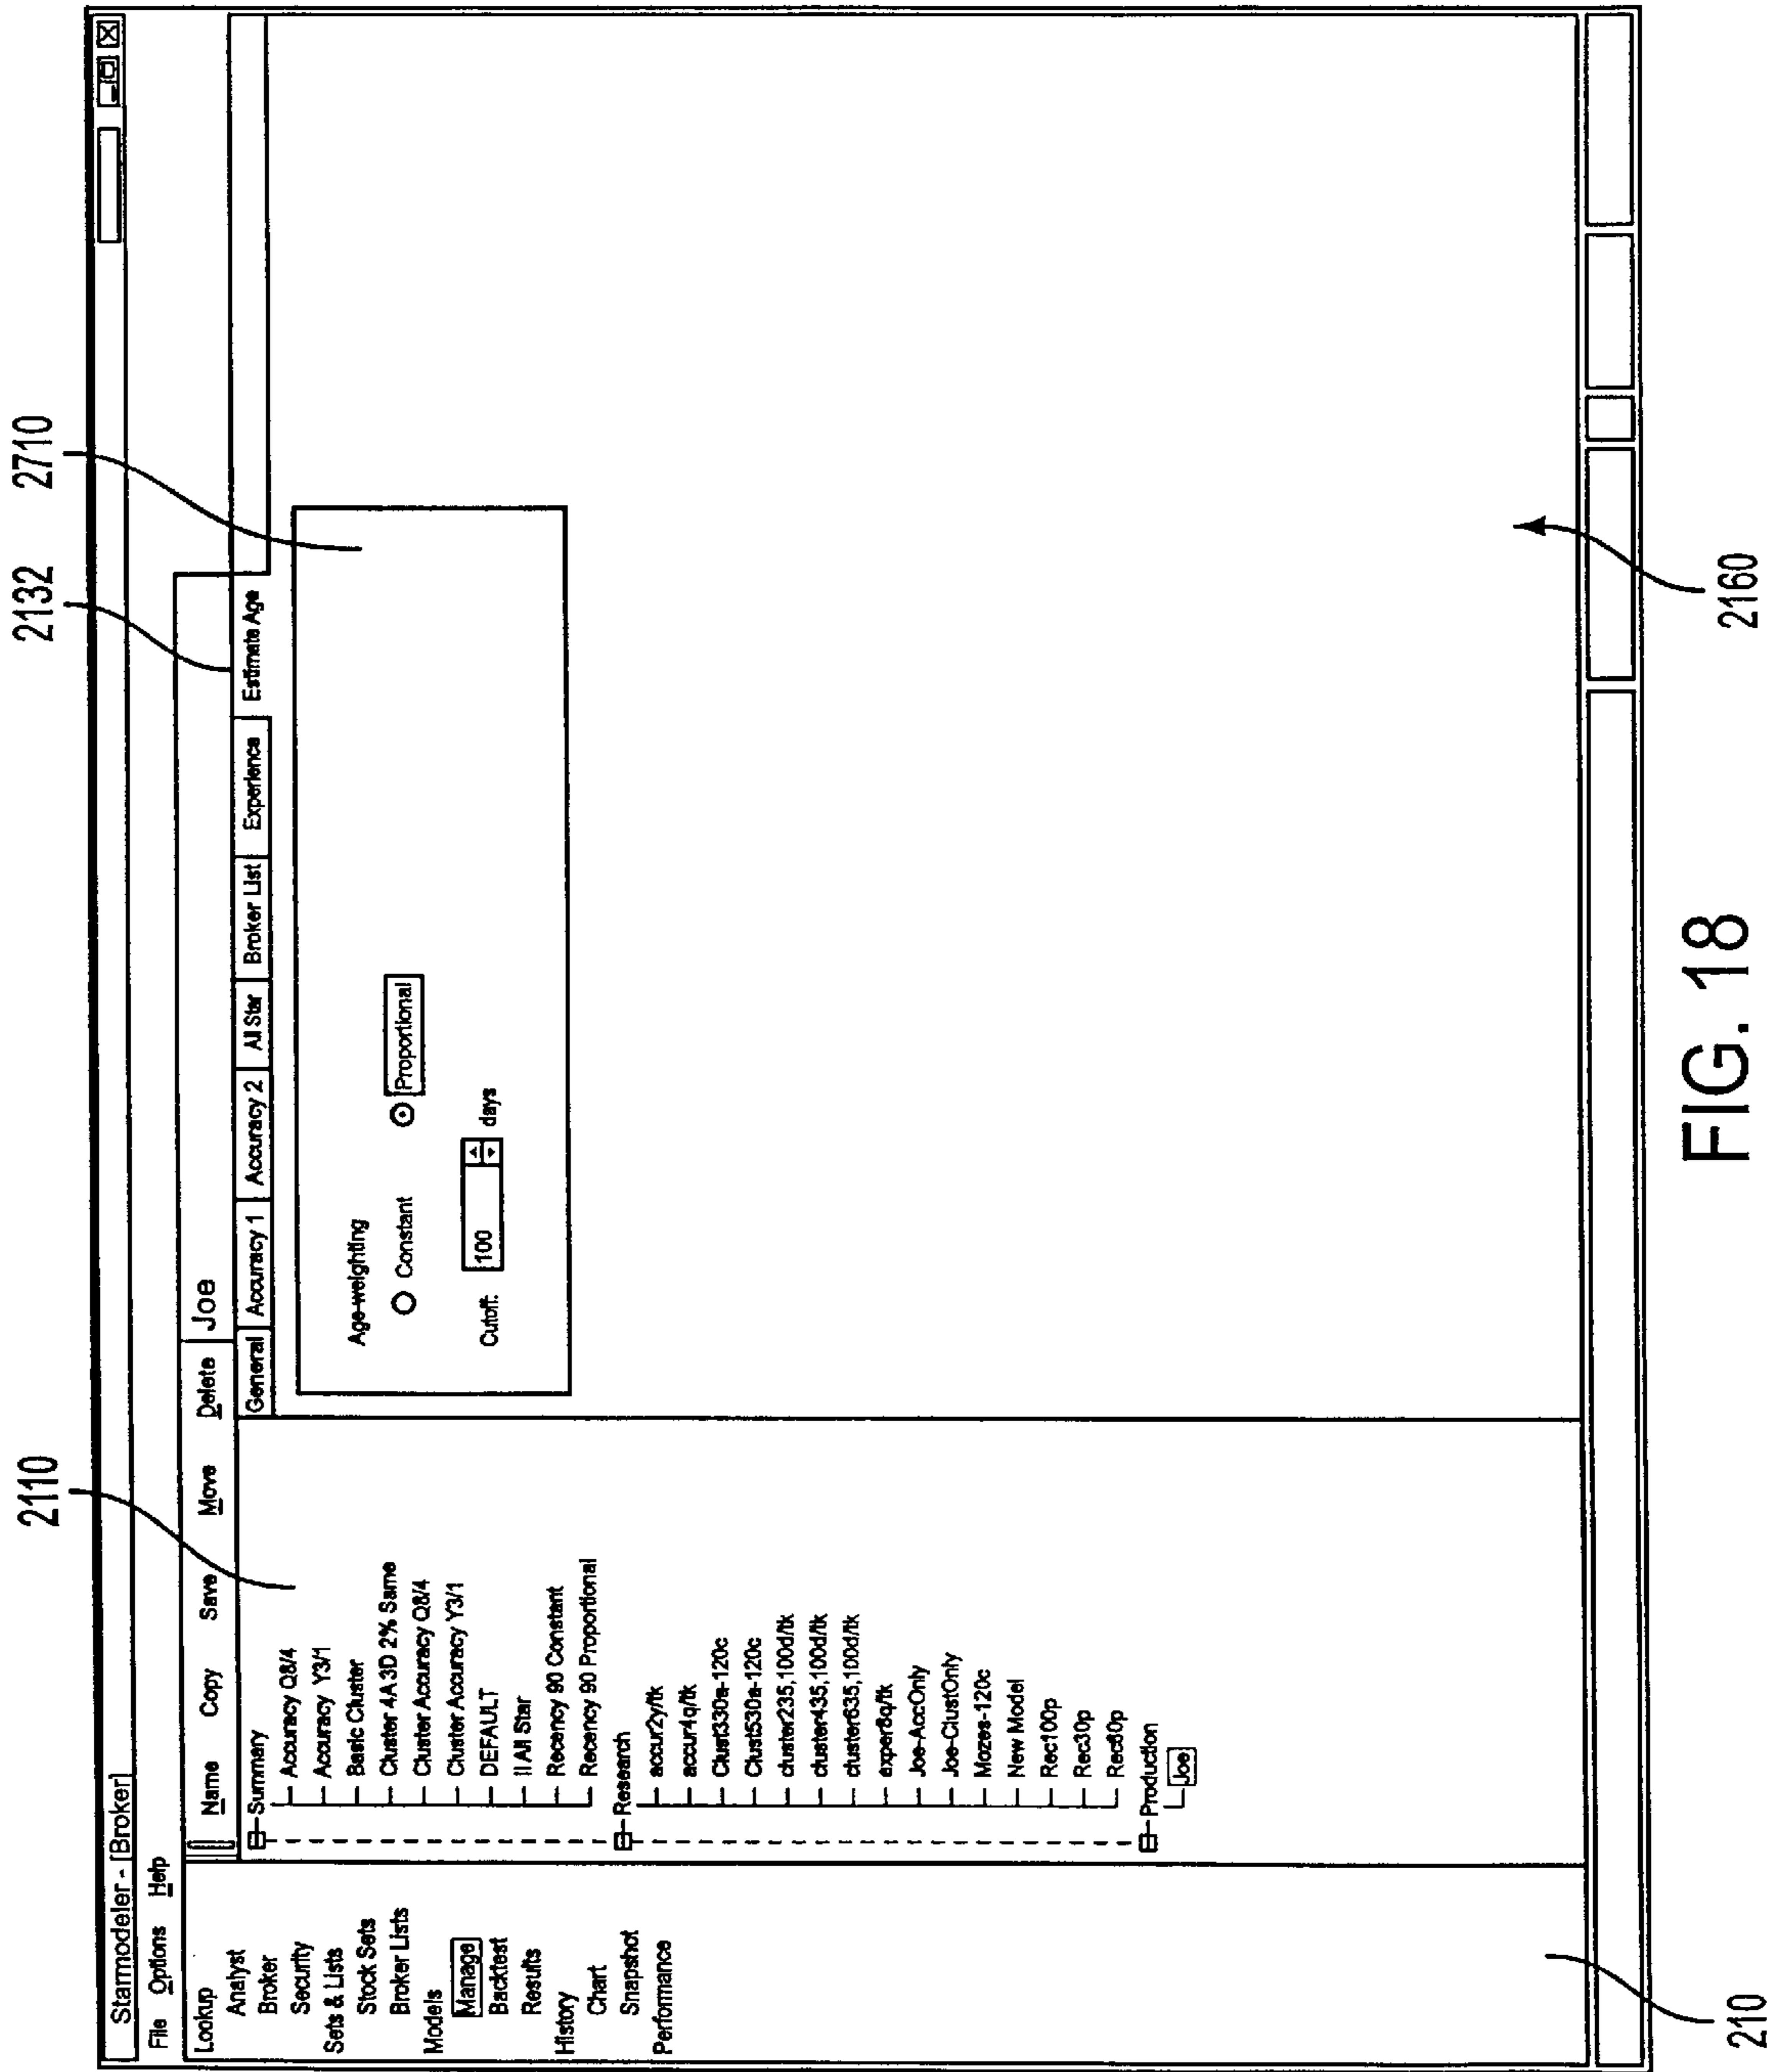 2110
2132
2710
Starmodeler - [Broker]
File Options Help
Lookup
Analyst
Broker
Security
Sets & Lists
Stock Sets
Broker Lists
Models
Manage
Backtest
Results
History
Chart
Snapshot
Performance
Name Copy Save Move Delete
Joe
Summary
Accuracy Q8/4
Accuracy Y3/1
Basic Cluster
Cluster 4A 3D 2% Same
Cluster Accuracy Q8/4
Cluster Accuracy Y3/1
DEFAULT
II All Star
Recency 90 Constant
Recency 90 Proportional
Research
accur2y/tk
accur4q/tk
Clust330a-120c
Clust530a-120c
cluster235,100d/tk
cluster435,100d/tk
cluster635,100d/tk
exper8q/tk
Joe-AccOnly
Joe-ClustOnly
Mozes-120c
New Model
Rec100p
Rec30p
Rec60p
Production
Joe
General Accuracy 1 Accuracy 2 All Star Broker List Experience Estimate Age
Age-weighting
Constant Proportional
Cutoff: 100 days
210
2160
FIG. 18